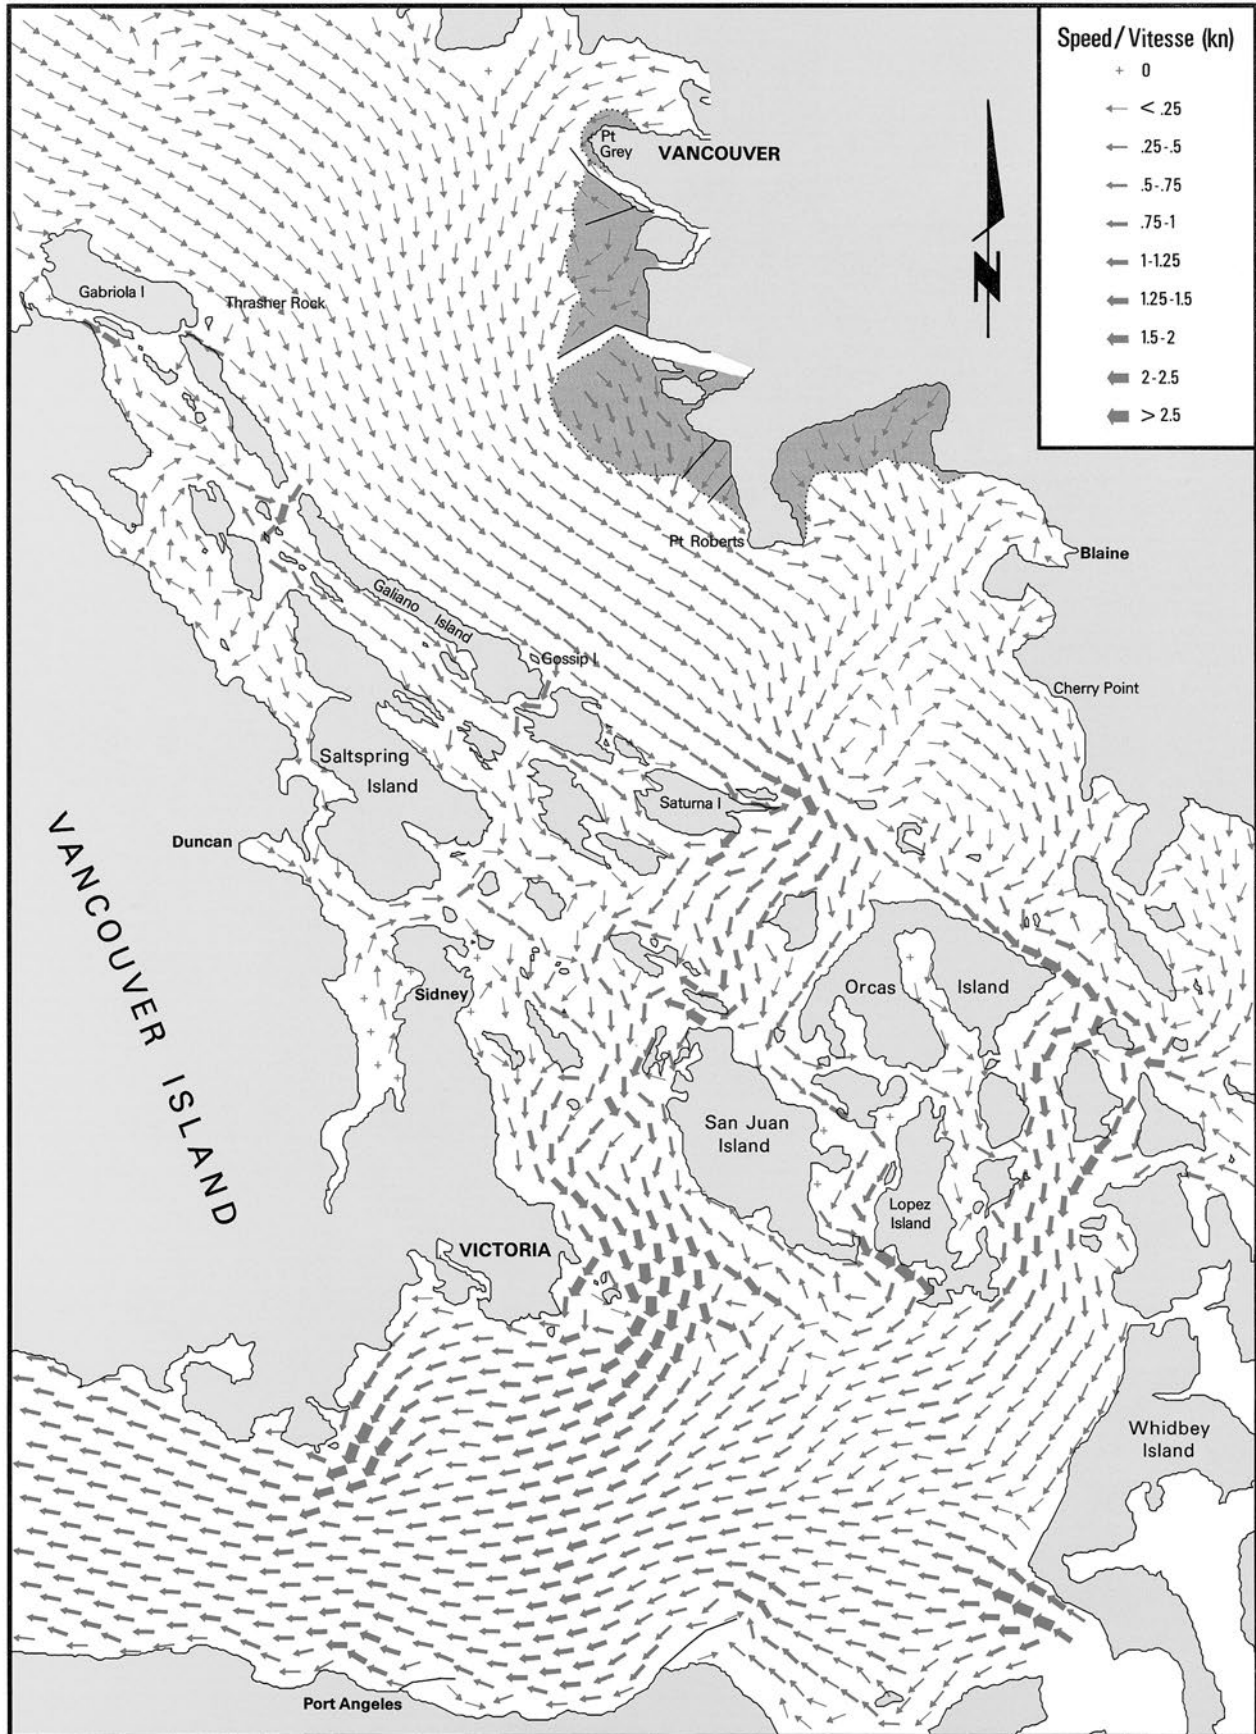 Speed/Vitesse (kn)
0
< .25
.25-.5
.5-.75
.75-1
1-1.25
1.25-1.5
1.5-2
2-2.5
> 2.5
N
Pt
Grey
VANCOUVER
Gabriola I
Thrasher Rock
Pt Roberts
Blaine
Galiano
Island
Gossip I
Cherry Point
Saltspring
Island
Saturna I
Duncan
VANCOUVER ISLAND
Sidney
Orcas
Island
San Juan
Island
Lopez
Island
VICTORIA
Whidbey
Island
Port Angeles